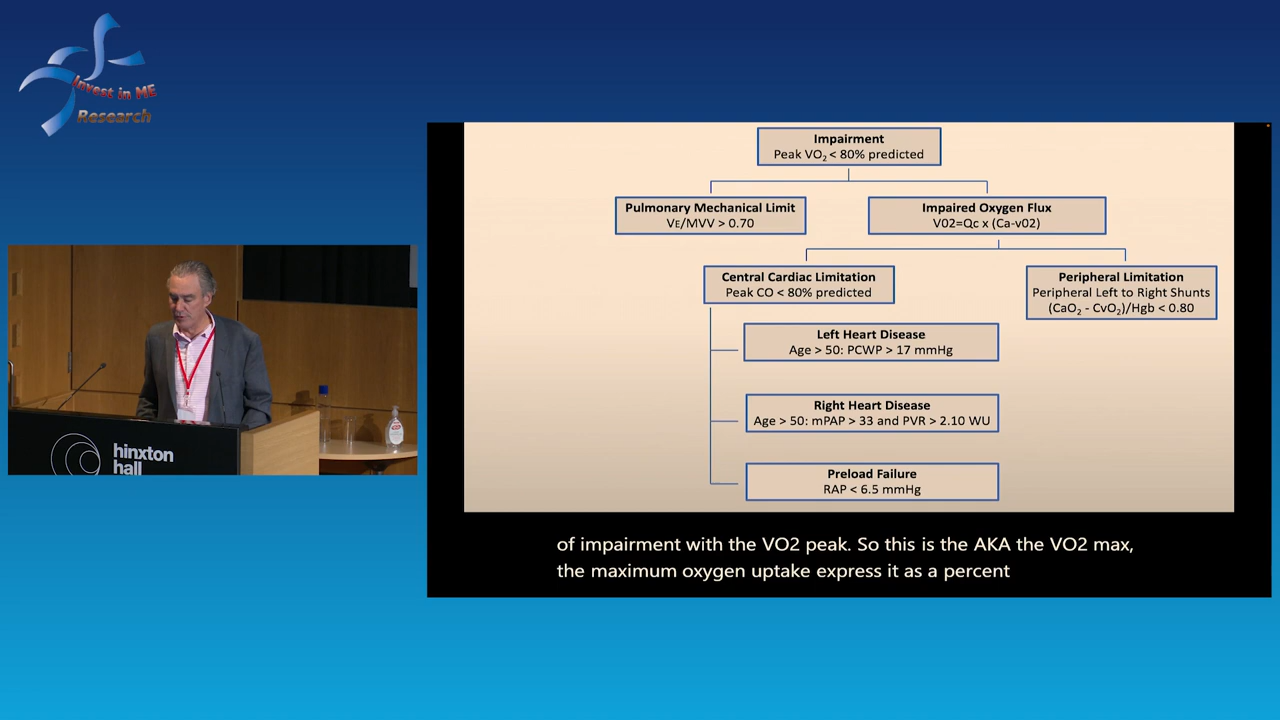 Invest in ME
Research
Impairment
Peak VO₂ < 80% predicted
Pulmonary Mechanical Limit
VE/MVV > 0.70
Impaired Oxygen Flux
V02=Qc x (Ca-v02)
Central Cardiac Limitation
Peak CO < 80% predicted
Peripheral Limitation
Peripheral Left to Right Shunts
(CaO₂ - CvO₂)/Hgb < 0.80
Left Heart Disease
Age > 50: PCWP > 17 mmHg
Right Heart Disease
Age > 50: mPAP > 33 and PVR > 2.10 WU
Preload Failure
RAP < 6.5 mmHg
hinxton
hall
of impairment with the VO2 peak. So this is the AKA the VO2 max,
the maximum oxygen uptake express it as a percent